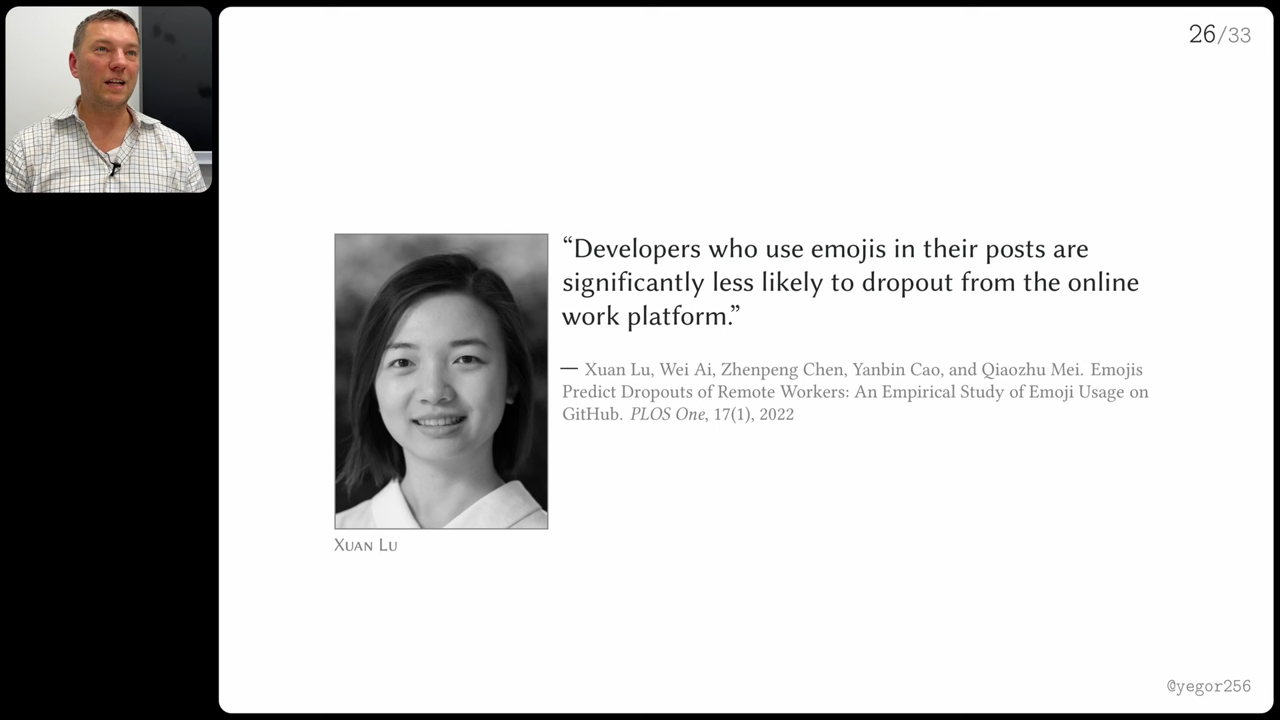 26/33
“Developers who use emojis in their posts are
significantly less likely to dropout from the online
work platform.”
— Xuan Lu, Wei Ai, Zhenpeng Chen, Yanbin Cao, and Qiaozhu Mei. Emojis
Predict Dropouts of Remote Workers: An Empirical Study of Emoji Usage on
GitHub. PLOS One, 17(1), 2022
Xuan Lu
@yegor256